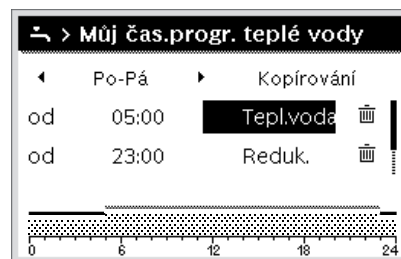 > Můj čas.progr. teplé vody
Po-Pá Kopírování
od 05:00 Tepl.voda
od 23:00 Reduk.
0 6 12 18 24